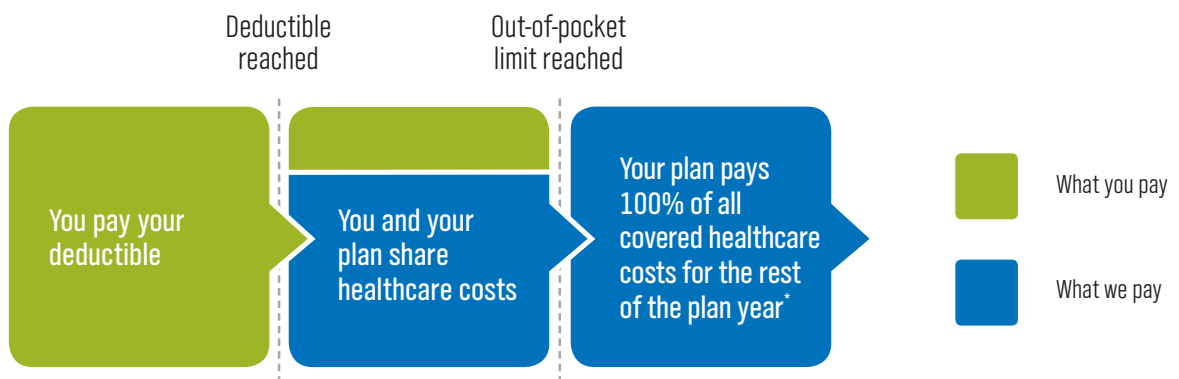 Deductible
reached
Out-of-pocket
limit reached
You pay your
deductible
You and your
plan share
healthcare costs
Your plan pays
100% of all
covered healthcare
costs for the rest
of the plan year*
What you pay
What we pay